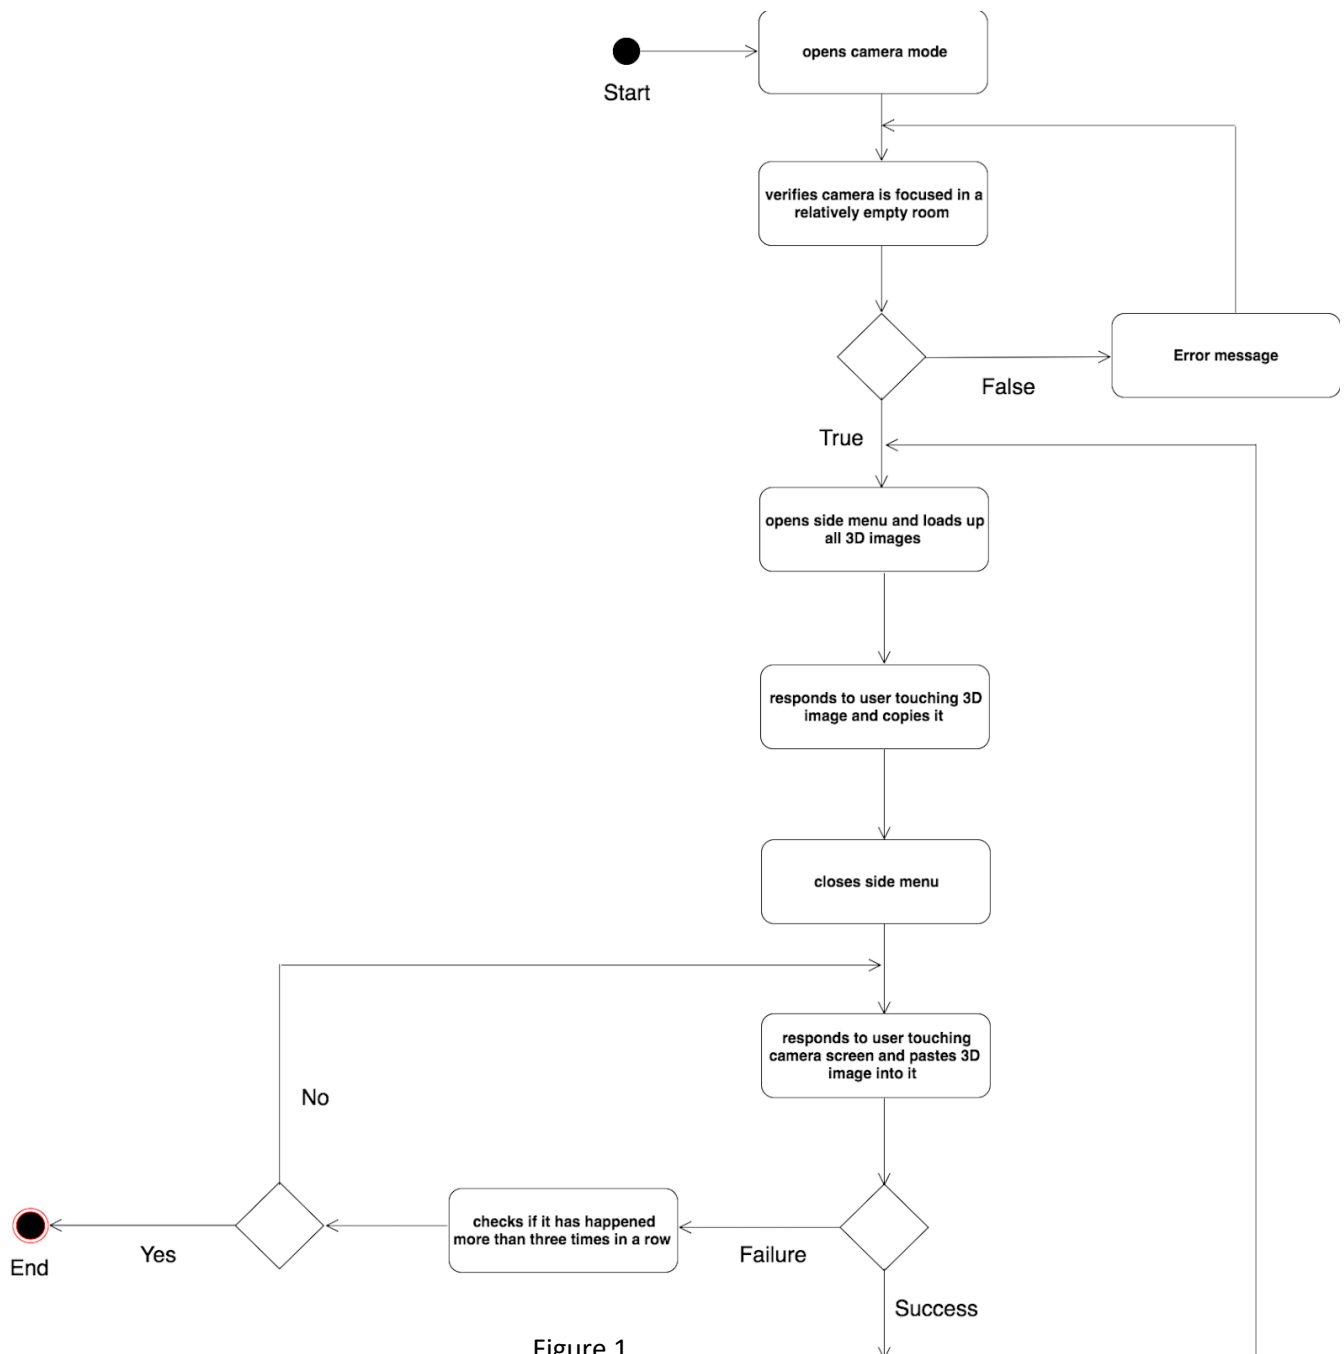 opens camera mode
Start
verifies camera is focused in a
relatively empty room
Error message
False
True
opens side menu and loads up
all 3D images
responds to user touching 3D
image and copies it
closes side menu
responds to user touching
camera screen and pastes 3D
image into it
No
checks if it has happened
more than three times in a row
Failure
Yes
End
Success
Figure 1